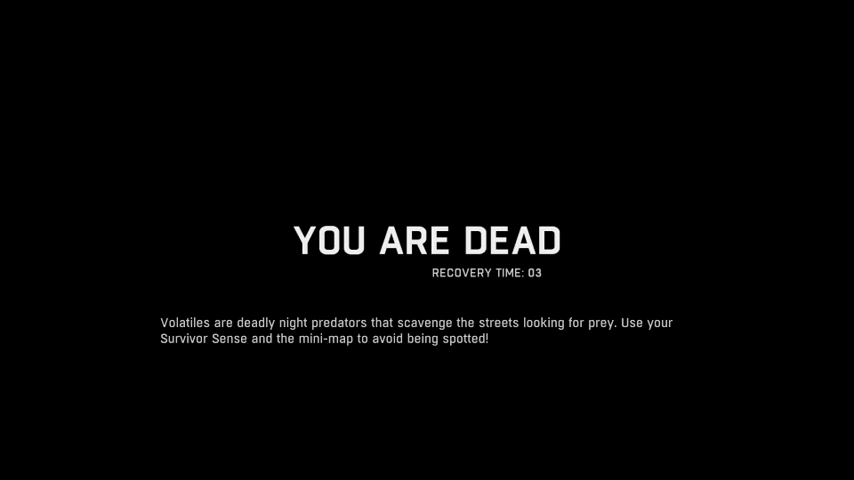 YOU ARE DEAD
RECOVERY TIME: 03
Volatiles are deadly night predators that scavenge the streets looking for prey. Use your
Survivor Sense and the mini-map to avoid being spotted!